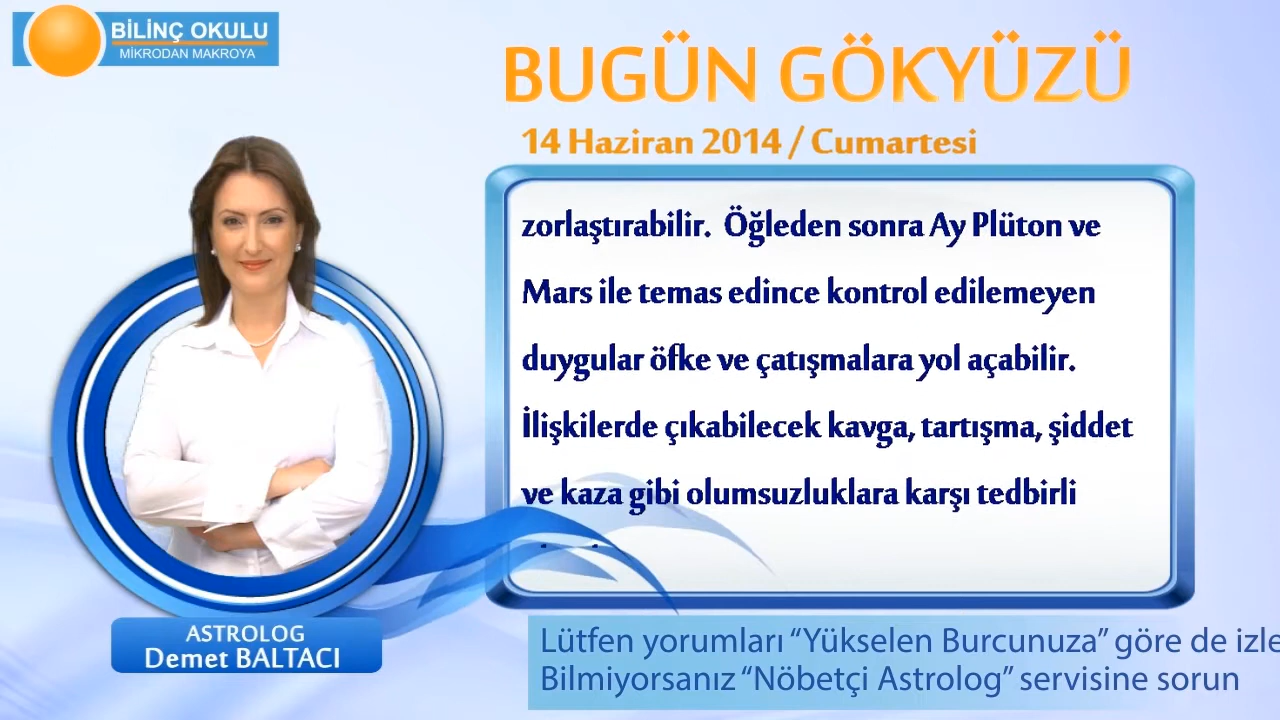 BİLİNÇ OKULU
MİKRODAN MAKROYA
BUGÜN GÖKYÜZÜ
14 Haziran 2014 / Cumartesi
zorlaştırabilir. Öğleden sonra Ay Plüton ve
Mars ile temas edince kontrol edilemeyen
duygular öfke ve çatışmalara yol açabilir.
İlişkilerde çıkabilecek kavga, tartışma, şiddet
ve kaza gibi olumsuzluklara karşı tedbirli
ASTROLOG
Demet BALTACI
Lütfen yorumları “Yükselen Burcunuza” göre de izle
Bilmiyorsanız “Nöbetçi Astrolog” servisine sorun